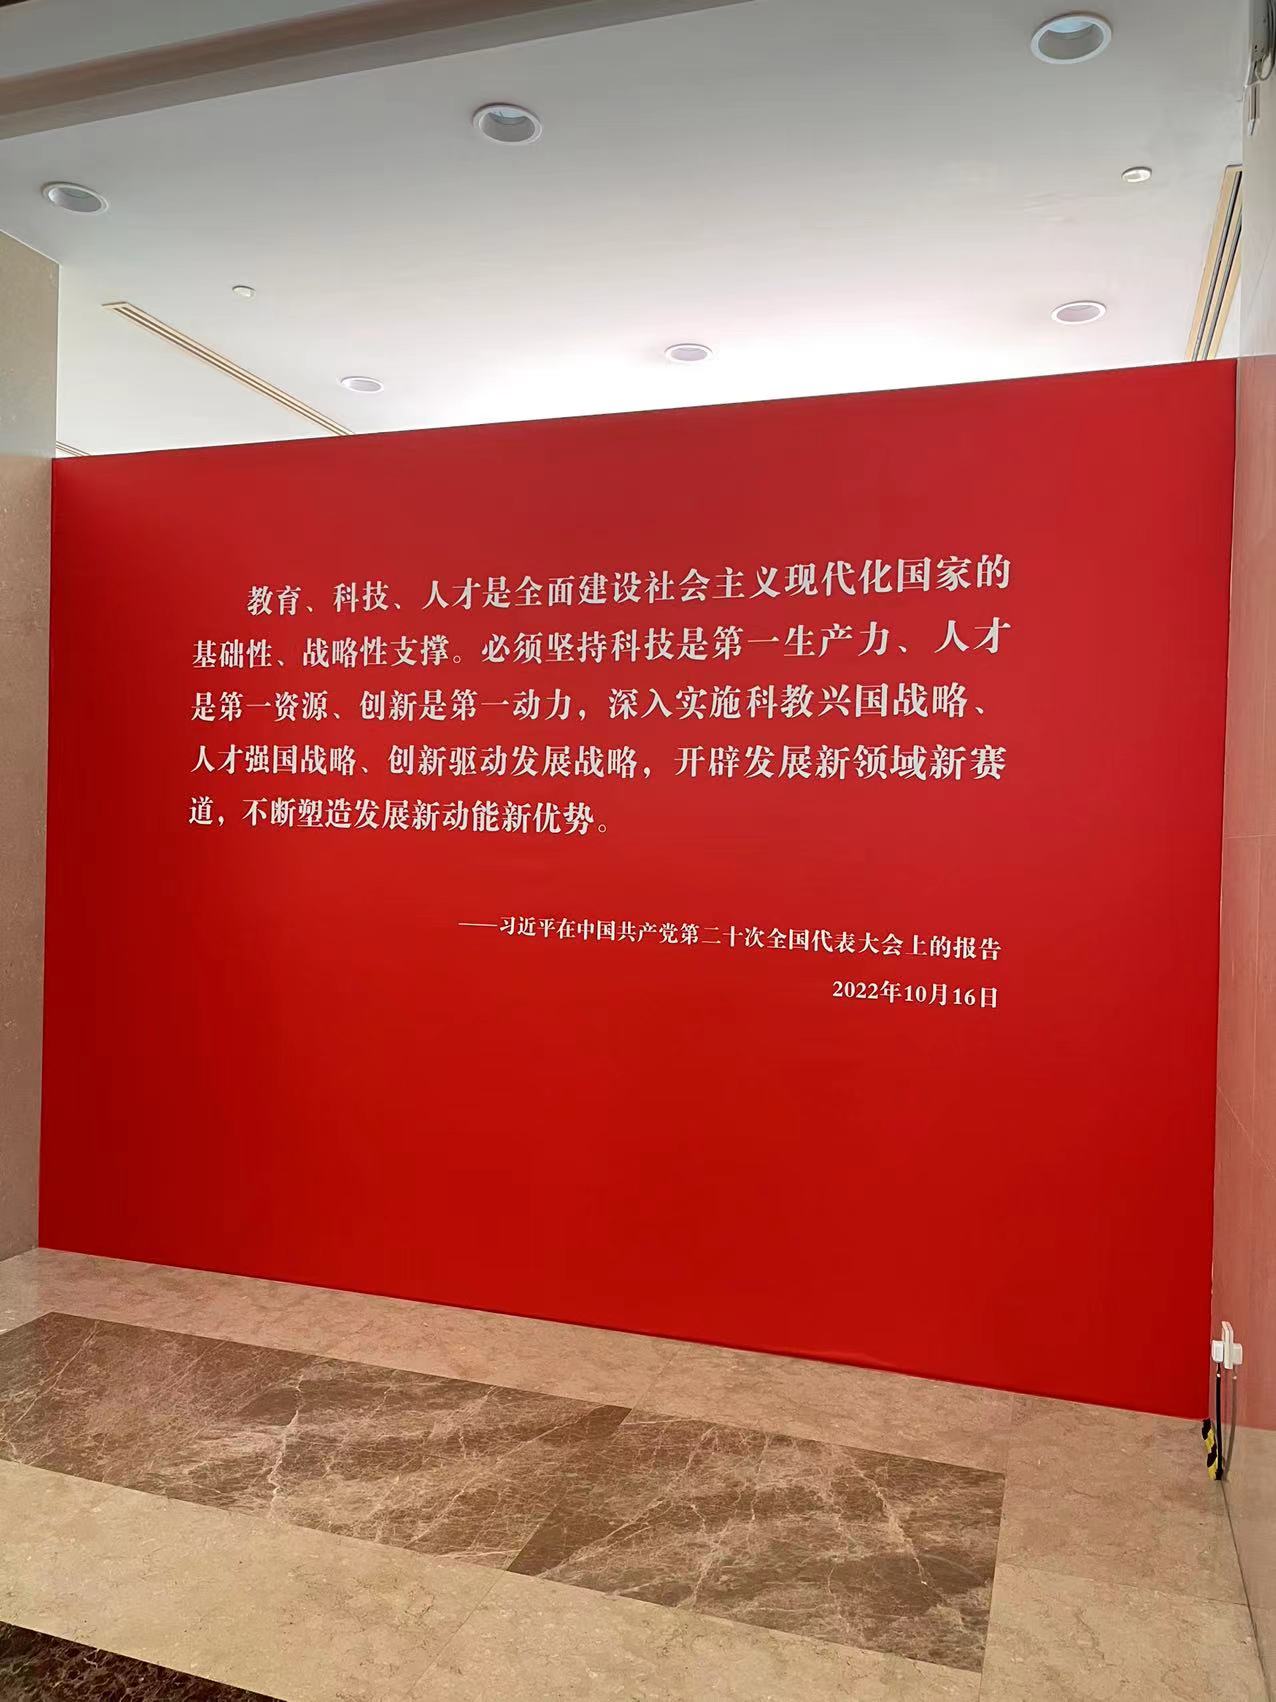 教育、科技、人才是全面建设社会主义现代化国家的
基础性、战略性支撑。必须坚持科技是第一生产力、人才
是第一资源、创新是第一动力，深入实施科教兴国战略、
人才强国战略、创新驱动发展战略，开辟发展新领域新赛
道，不断塑造发展新动能新优势。
——习近平在中国共产党第二十次全国代表大会上的报告
2022年10月16日